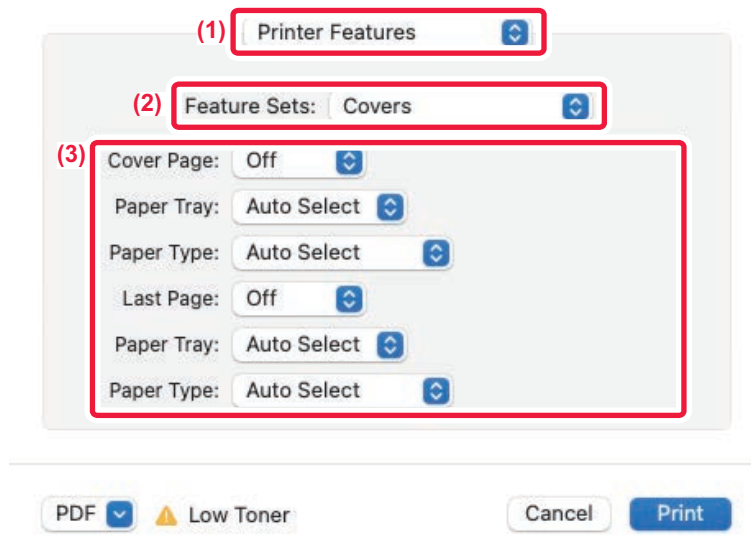 (1) Printer Features
(2) Feature Sets: Covers
(3) Cover Page: Off
Paper Tray: Auto Select
Paper Type: Auto Select
Last Page: Off
Paper Tray: Auto Select
Paper Type: Auto Select
PDF Low Toner Cancel Print